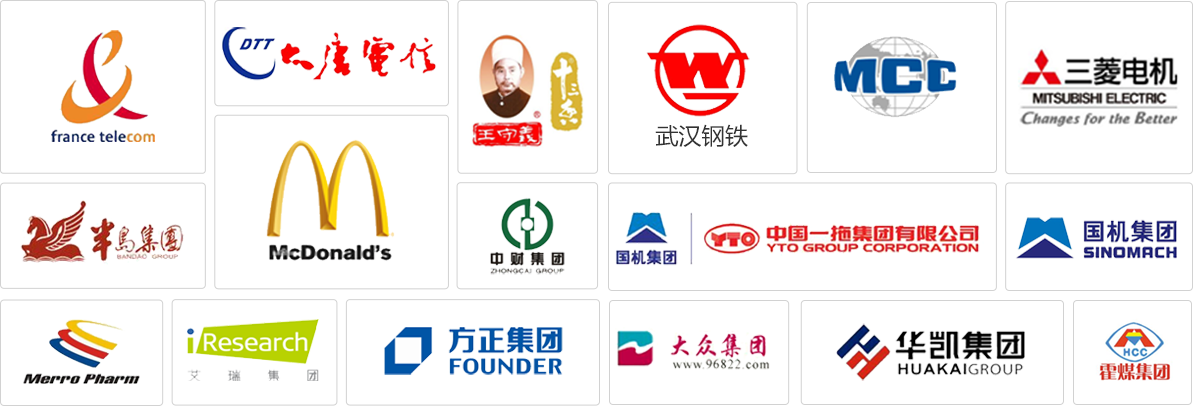 france telecom
DTT
大唐電信
十三香
王守義
®
武汉钢铁
MCC
三菱电机
MITSUBISHI ELECTRIC
Changes for the Better
McDonald's
半島集團
BANDAO GROUP
中财集团
ZHONGCAI GROUP
国机集团
YTO
中国一拖集团有限公司
YTO GROUP CORPORATION
国机集团
SINOMACH
Merro Pharm
iResearch
艾瑞集团
方正集团
FOUNDER
大众集团
www.96822.com
华凯集团
HUAKAIGROUP
HCC
霍煤集团